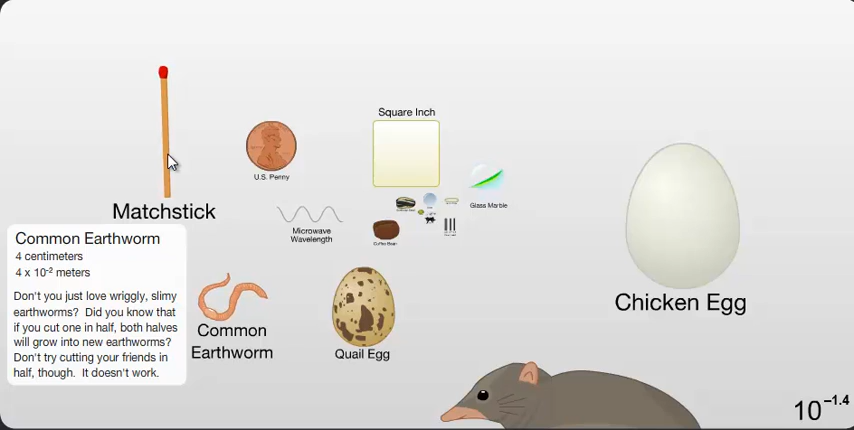 Square Inch
U.S. Penny
Glass Marble
Matchstick
Microwave
Wavelength
Coffee Bean
Common Earthworm
4 centimeters
4 x 10⁻² meters
Don't you just love wriggly, slimy
earthworms? Did you know that
if you cut one in half, both halves
will grow into new earthworms?
Don't try cutting your friends in
half, though. It doesn't work.
Common
Earthworm
Quail Egg
Chicken Egg
10⁻¹·⁴